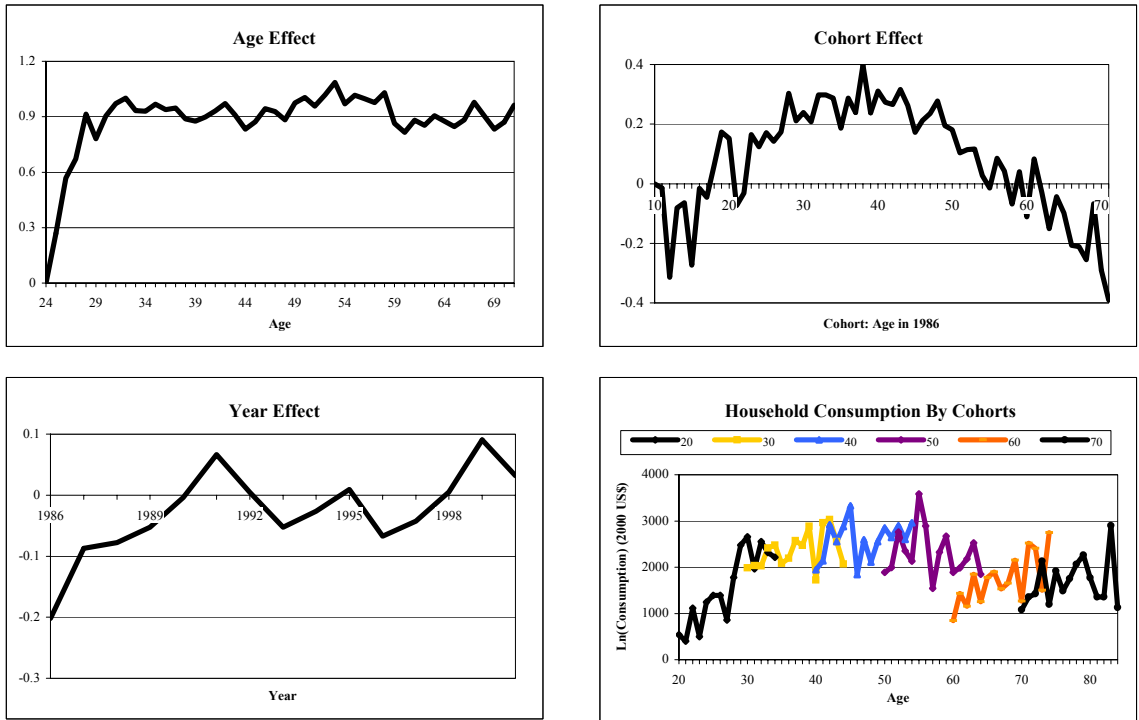 Age Effect
1.2
0.9
0.6
0.3
0
24 29 34 39 44 49 54 59 64 69
Age
Cohort Effect
0.4
0.2
0
-0.2
-0.4
10 20 30 40 50 60 70
Cohort: Age in 1986
Year Effect
0.1
0
-0.1
-0.2
-0.3
1986 1989 1992 1995 1998
Year
Household Consumption By Cohorts
20 30 40 50 60 70
Ln(Consumption) (2000 US$)
4000
3000
2000
1000
0
20 30 40 50 60 70 80
Age